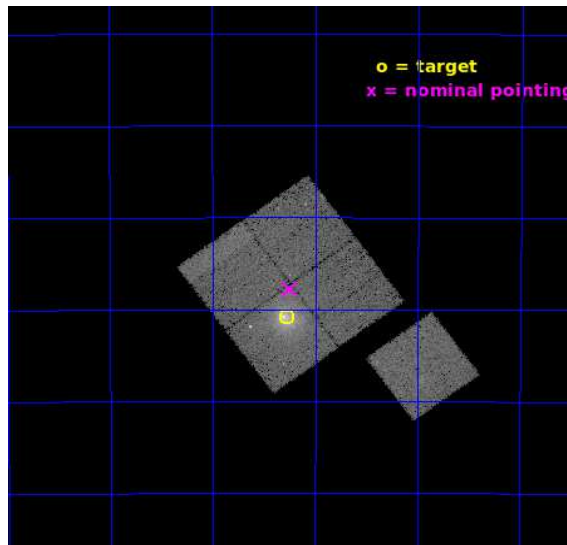 o = target
x = nominal pointing